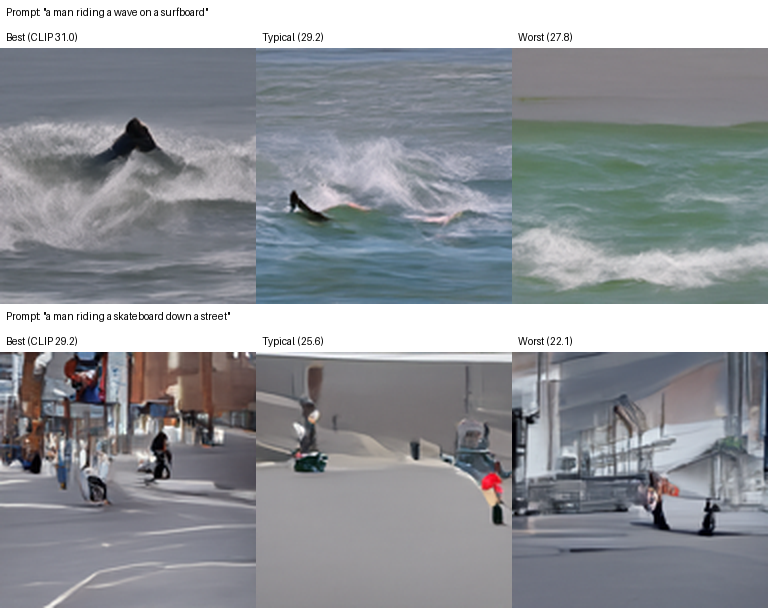 Prompt: "a man riding a wave on a surfboard"
Best (CLIP 31.0) Typical (29.2) Worst (27.8)
Prompt: "a man riding a skateboard down a street"
Best (CLIP 29.2) Typical (25.6) Worst (22.1)